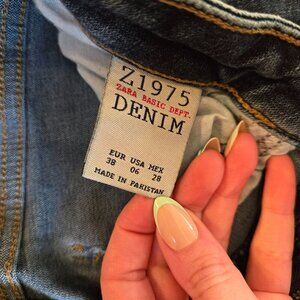 Z1975
ZARA BASIC DEPT.
DENIM
EUR USA MEX
38 06 28
MADE IN PAKISTAN